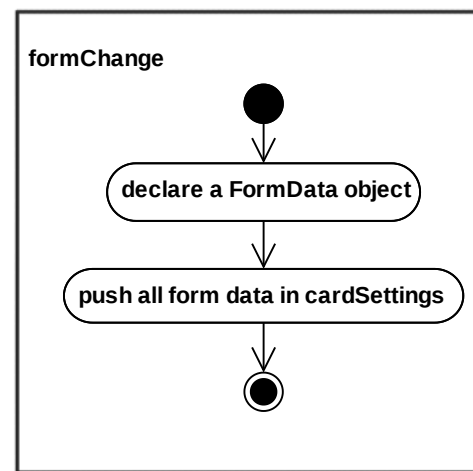 formChange
declare a FormData object
push all form data in cardSettings